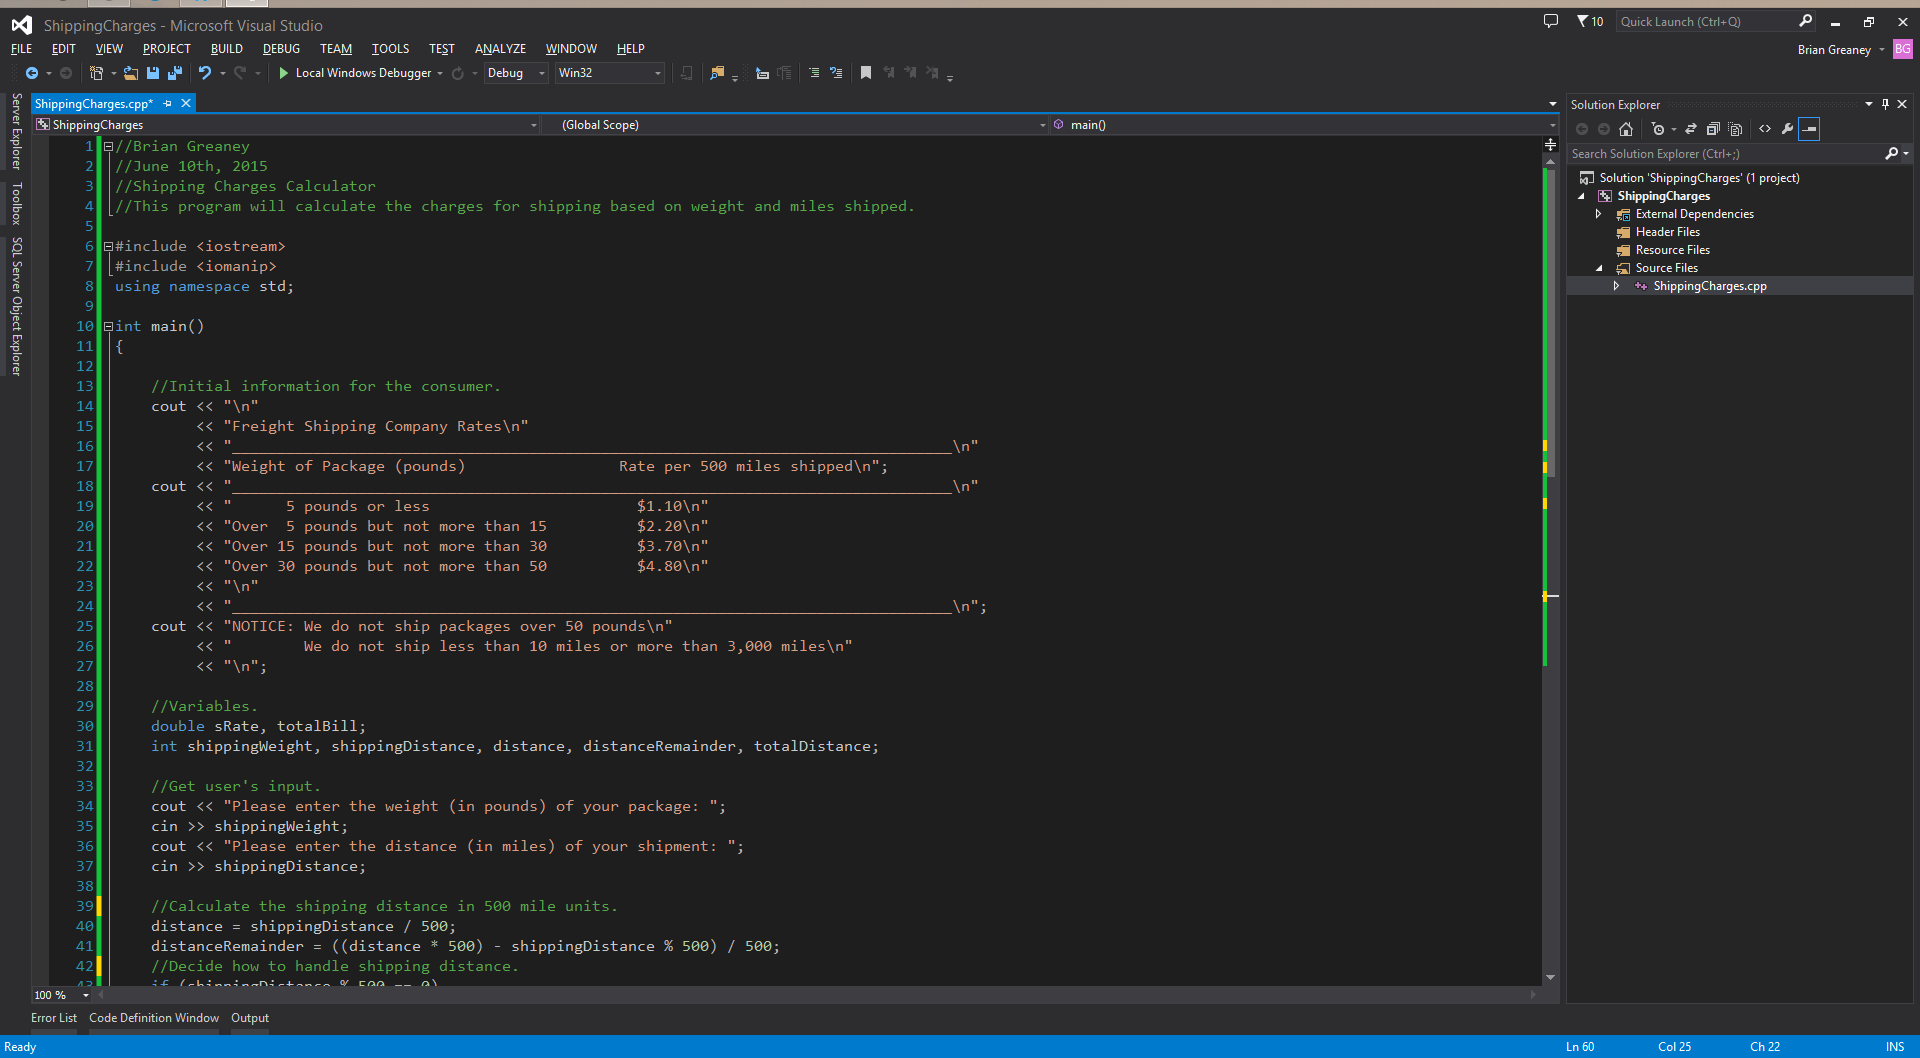 ShippingCharges - Microsoft Visual Studio
10
Quick Launch (Ctrl+Q)
FILE EDIT VIEW PROJECT BUILD DEBUG TEAM TOOLS TEST ANALYZE WINDOW HELP
Brian Greaney BG
Local Windows Debugger Debug Win32
Server Explorer
Toolbox
SQL Server Object Explorer
ShippingCharges.cpp*
ShippingCharges (Global Scope) main()
1 //Brian Greaney
2 //June 10th, 2015
3 //Shipping Charges Calculator
4 //This program will calculate the charges for shipping based on weight and miles shipped.
5
6 #include <iostream>
7 #include <iomanip>
8 using namespace std;
9
10 int main()
11 {
12
13 //Initial information for the consumer.
14 cout << "\n"
15 << "Freight Shipping Company Rates\n"
16 << "________________________________________________________________________________\n"
17 << "Weight of Package (pounds)                 Rate per 500 miles shipped\n";
18 cout << "________________________________________________________________________________\n"
19 << "      5 pounds or less                       $1.10\n"
20 << "Over  5 pounds but not more than 15          $2.20\n"
21 << "Over 15 pounds but not more than 30          $3.70\n"
22 << "Over 30 pounds but not more than 50          $4.80\n"
23 << "\n"
24 << "________________________________________________________________________________\n";
25 cout << "NOTICE: We do not ship packages over 50 pounds\n"
26 << "        We do not ship less than 10 miles or more than 3,000 miles\n"
27 << "\n";
28
29 //Variables.
30 double sRate, totalBill;
31 int shippingWeight, shippingDistance, distance, distanceRemainder, totalDistance;
32
33 //Get user's input.
34 cout << "Please enter the weight (in pounds) of your package: ";
35 cin >> shippingWeight;
36 cout << "Please enter the distance (in miles) of your shipment: ";
37 cin >> shippingDistance;
38
39 //Calculate the shipping distance in 500 mile units.
40 distance = shippingDistance / 500;
41 distanceRemainder = ((distance * 500) - shippingDistance % 500) / 500;
42 //Decide how to handle shipping distance.
43 if (shippingDistance % 500 == 0)
100 %
Solution Explorer
Search Solution Explorer (Ctrl+;)
Solution 'ShippingCharges' (1 project)
ShippingCharges
External Dependencies
Header Files
Resource Files
Source Files
ShippingCharges.cpp
Error List Code Definition Window Output
Ready Ln 60 Col 25 Ch 22 INS